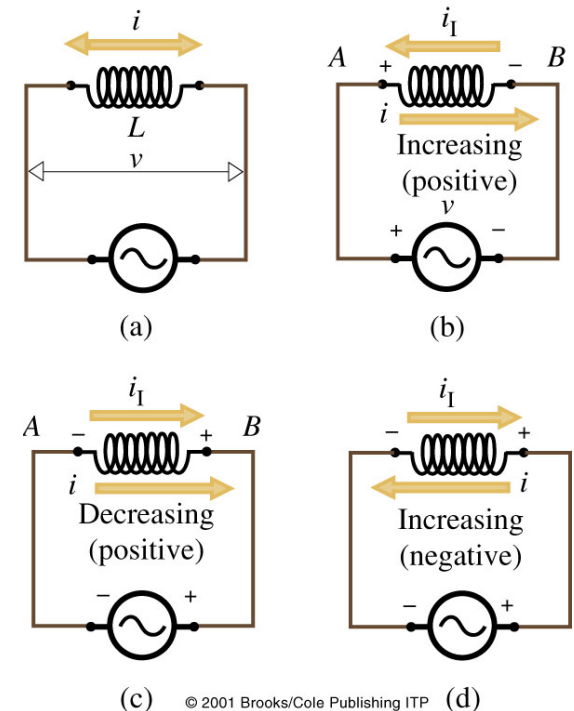 i
L
v
(a)
i_I
A + − B
i
Increasing
(positive)
v
+ −
(b)
i_I
A − + B
i
Decreasing
(positive)
− +
(c)
i_I
− +
i
Increasing
(negative)
− +
(d)
© 2001 Brooks/Cole Publishing ITP